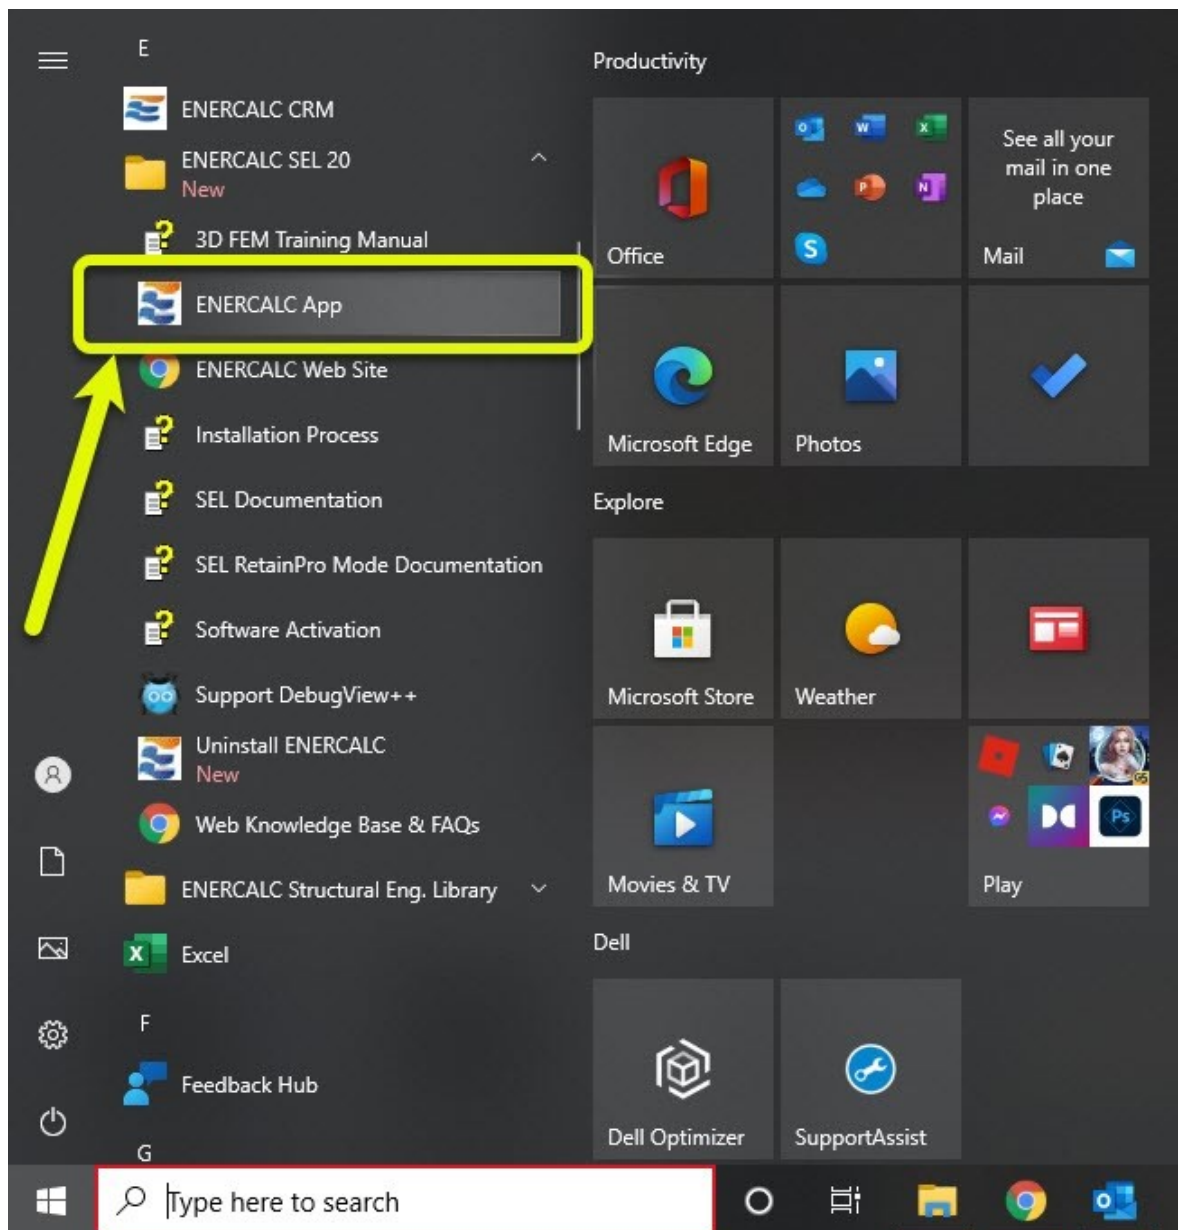 E
ENERCALC CRM
ENERCALC SEL 20
New
3D FEM Training Manual
ENERCALC App
ENERCALC Web Site
Installation Process
SEL Documentation
SEL RetainPro Mode Documentation
Software Activation
Support DebugView++
Uninstall ENERCALC
New
Web Knowledge Base & FAQs
ENERCALC Structural Eng. Library
Excel
F
Feedback Hub
G
Productivity
Office
See all your
mail in one
place
Mail
Microsoft Edge
Photos
Explore
Microsoft Store
Weather
Movies & TV
G5
Ps
Play
Dell
Dell Optimizer
SupportAssist
Type here to search